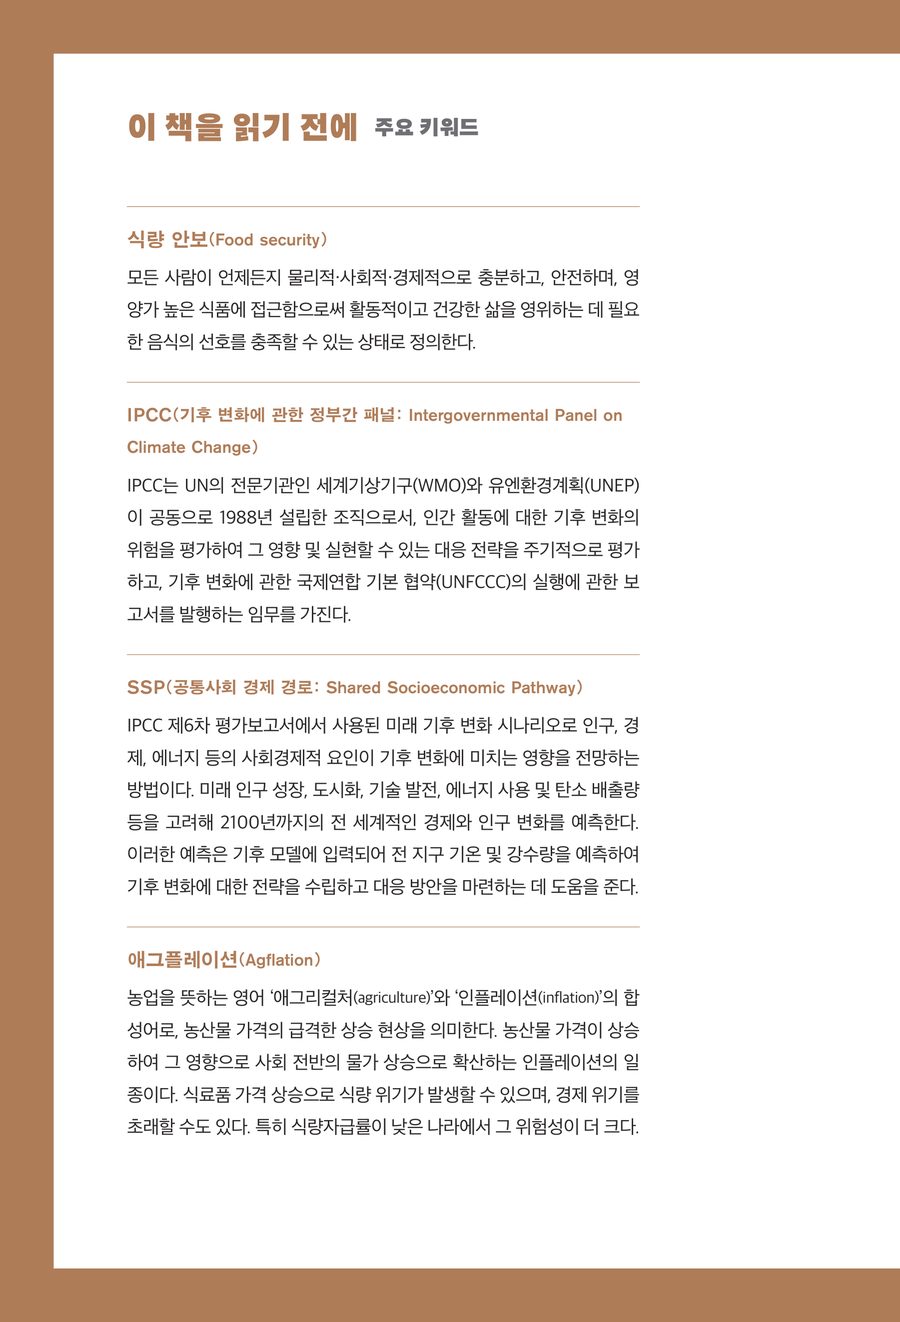 이 책을 읽기 전에 주요 키워드
식량 안보(Food security)
모든 사람이 언제든지 물리적·사회적·경제적으로 충분하고, 안전하며, 영
양가 높은 식품에 접근함으로써 활동적이고 건강한 삶을 영위하는 데 필요
한 음식의 선호를 충족할 수 있는 상태로 정의한다.
IPCC(기후 변화에 관한 정부간 패널: Intergovernmental Panel on
Climate Change)
IPCC는 UN의 전문기관인 세계기상기구(WMO)와 유엔환경계획(UNEP)
이 공동으로 1988년 설립한 조직으로서, 인간 활동에 대한 기후 변화의
위험을 평가하여 그 영향 및 실현할 수 있는 대응 전략을 주기적으로 평가
하고, 기후 변화에 관한 국제연합 기본 협약(UNFCCC)의 실행에 관한 보
고서를 발행하는 임무를 가진다.
SSP(공통사회 경제 경로: Shared Socioeconomic Pathway)
IPCC 제6차 평가보고서에서 사용된 미래 기후 변화 시나리오로 인구, 경
제, 에너지 등의 사회경제적 요인이 기후 변화에 미치는 영향을 전망하는
방법이다. 미래 인구 성장, 도시화, 기술 발전, 에너지 사용 및 탄소 배출량
등을 고려해 2100년까지의 전 세계적인 경제와 인구 변화를 예측한다.
이러한 예측은 기후 모델에 입력되어 전 지구 기온 및 강수량을 예측하여
기후 변화에 대한 전략을 수립하고 대응 방안을 마련하는 데 도움을 준다.
애그플레이션(Agflation)
농업을 뜻하는 영어 ‘애그리컬처(agriculture)’와 ‘인플레이션(inflation)’의 합
성어로, 농산물 가격의 급격한 상승 현상을 의미한다. 농산물 가격이 상승
하여 그 영향으로 사회 전반의 물가 상승으로 확산하는 인플레이션의 일
종이다. 식료품 가격 상승으로 식량 위기가 발생할 수 있으며, 경제 위기를
초래할 수도 있다. 특히 식량자급률이 낮은 나라에서 그 위험성이 더 크다.